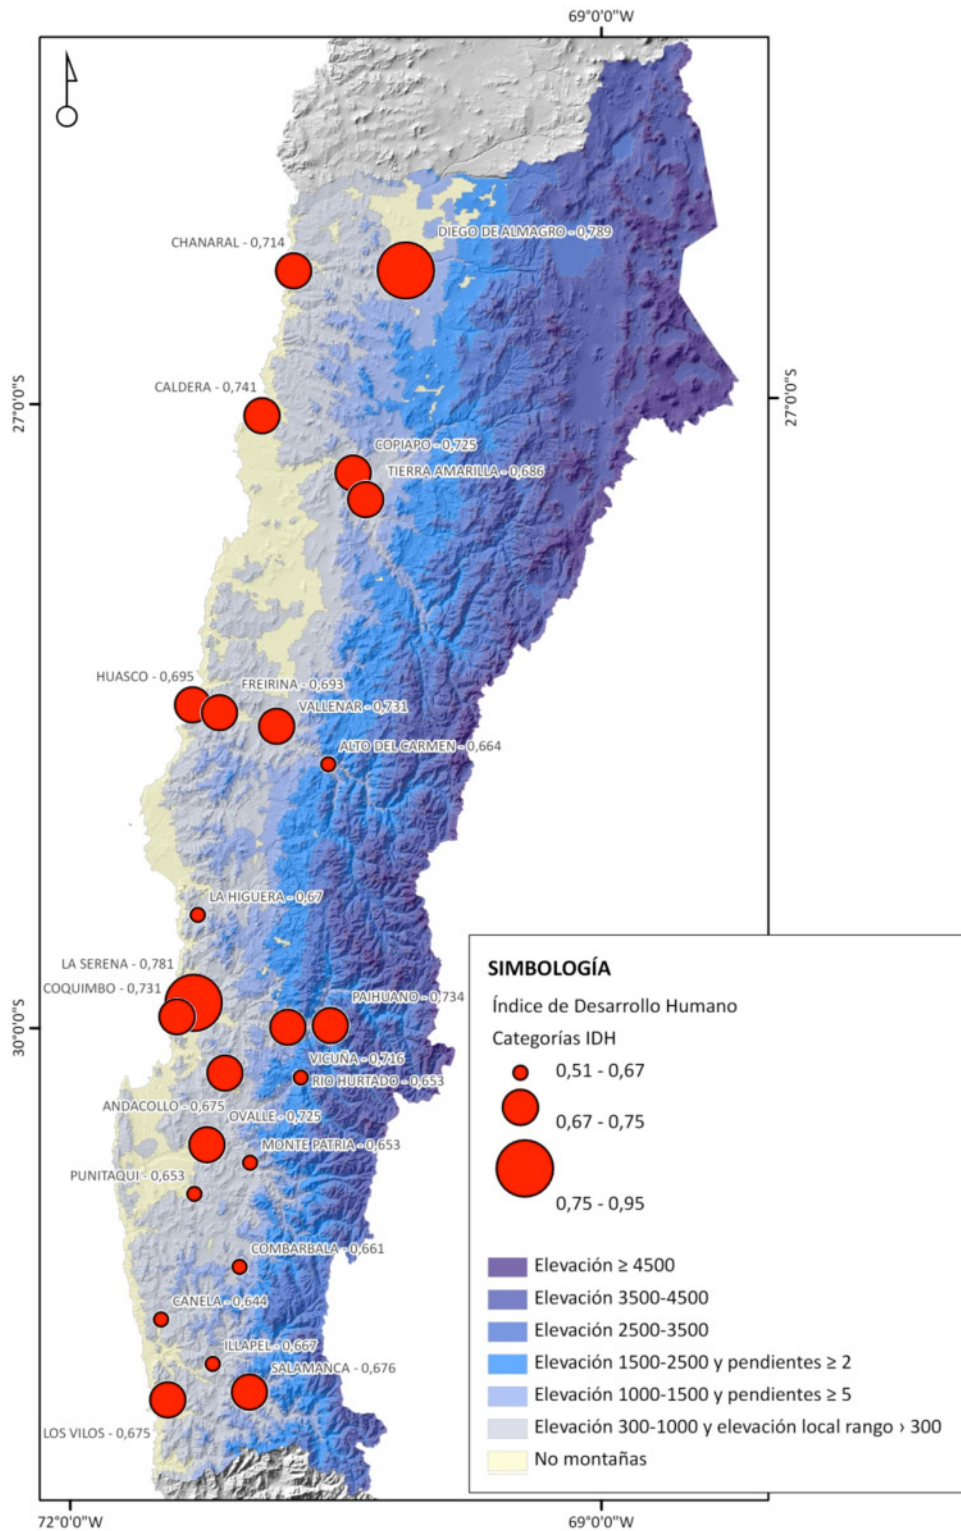 69°0'0"W
CHANARAL - 0,714
DIEGO DE ALMAGRO - 0,789
CALDERA - 0,741
27°0'0"S
27°0'0"S
COPIAPO - 0,725
TIERRA AMARILLA - 0,686
HUASCO - 0,695
FREIRINA - 0,693
VALLENAR - 0,731
ALTO DEL CARMEN - 0,664
LA HIGUERA - 0,67
LA SERENA - 0,781
COQUIMBO - 0,731
PAIHUANO - 0,734
30°0'0"S
VICUÑA - 0,716
RIO HURTADO - 0,653
ANDACOLLO - 0,675
OVALLE - 0,725
MONTE PATRIA - 0,653
PUNITAQUI - 0,653
COMBARBALA - 0,661
CANELA - 0,644
ILLAPEL - 0,667
SALAMANCA - 0,676
LOS VILOS - 0,675
SIMBOLOGÍA
Índice de Desarrollo Humano
Categorías IDH
0,51 - 0,67
0,67 - 0,75
0,75 - 0,95
Elevación ≥ 4500
Elevación 3500-4500
Elevación 2500-3500
Elevación 1500-2500 y pendientes ≥ 2
Elevación 1000-1500 y pendientes ≥ 5
Elevación 300-1000 y elevación local rango › 300
No montañas
72°0'0"W
69°0'0"W